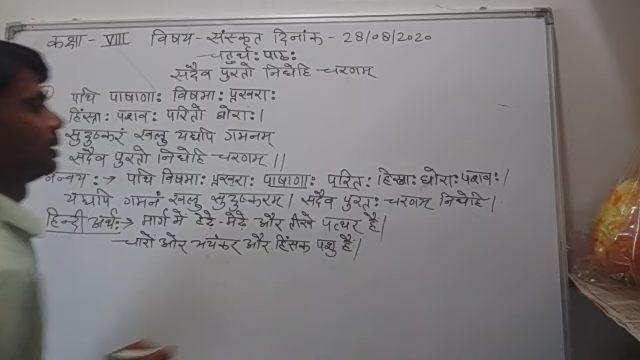 कक्षा - VIII विषय - संस्कृत दिनांक - 28/08/2020
चतुर्थ: पाठ:
सदैव पुरतो निधेहि चरणम्
पथि पाषाणा: विषमा: प्रखरा:
हिंस्रा: पशव: परितो घोरा: |
सुदुष्करं खलु यद्यपि गमनम्
सदैव पुरतो निधेहि चरणम् ||
अन्वय: → पथि विषमा: प्रखरा: पाषाणा: परित: हिंस्रा: घोरा: पशव: |
यद्यपि गमनं खलु सुदुष्करम् | सदैव पुरत: चरणम् निधेहि |
हिन्दी अर्थ: → मार्ग में टेढ़े-मेढ़े और तीखे पत्थर हैं |
चारों ओर भयंकर और हिंसक पशु हैं |